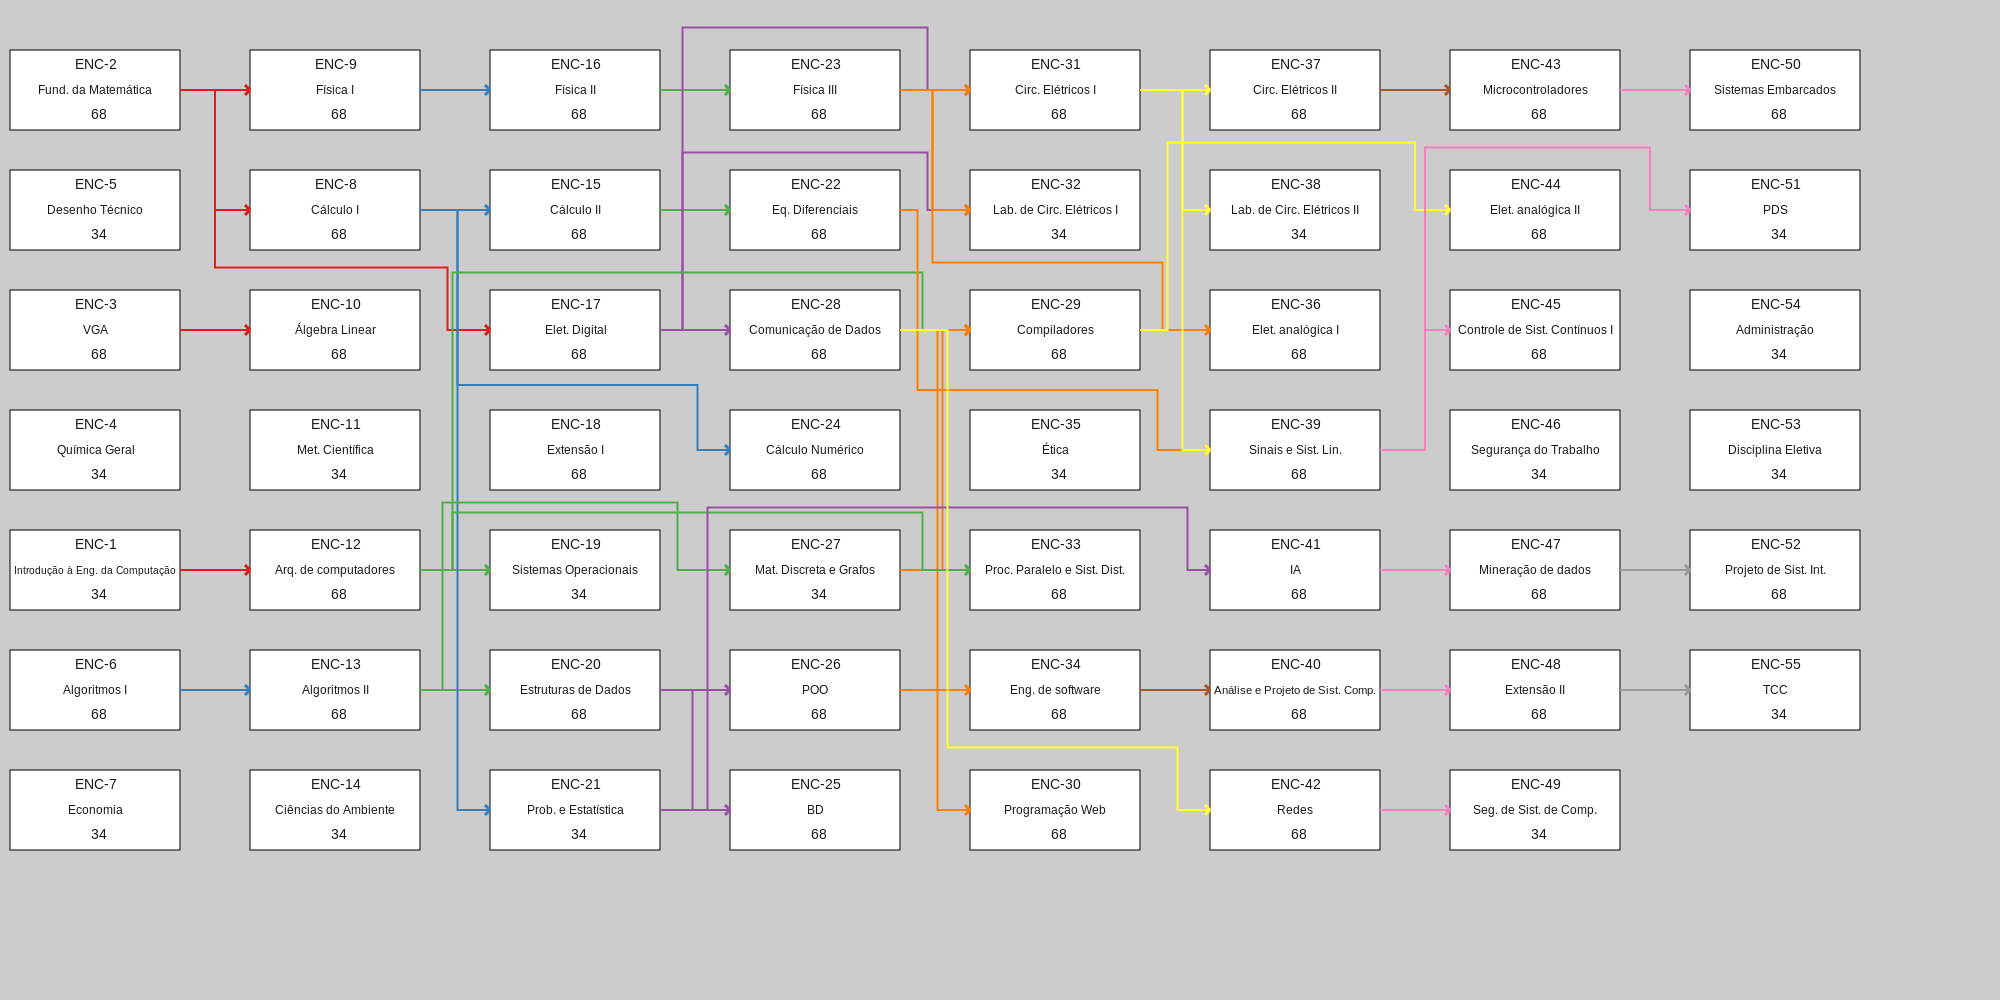 ENC-2
Fund. da Matemática
68
ENC-9
Física I
68
ENC-16
Física II
68
ENC-23
Física III
68
ENC-31
Circ. Elétricos I
68
ENC-37
Circ. Elétricos II
68
ENC-43
Microcontroladores
68
ENC-50
Sistemas Embarcados
68
ENC-5
Desenho Técnico
34
ENC-8
Cálculo I
68
ENC-15
Cálculo II
68
ENC-22
Eq. Diferenciais
68
ENC-32
Lab. de Circ. Elétricos I
34
ENC-38
Lab. de Circ. Elétricos II
34
ENC-44
Elet. analógica II
68
ENC-51
PDS
34
ENC-3
VGA
68
ENC-10
Álgebra Linear
68
ENC-17
Elet. Digital
68
ENC-28
Comunicação de Dados
68
ENC-29
Compiladores
68
ENC-36
Elet. analógica I
68
ENC-45
Controle de Sist. Contínuos I
68
ENC-54
Administração
34
ENC-4
Química Geral
34
ENC-11
Met. Científica
34
ENC-18
Extensão I
68
ENC-24
Cálculo Numérico
68
ENC-35
Ética
34
ENC-39
Sinais e Sist. Lin.
68
ENC-46
Segurança do Trabalho
34
ENC-53
Disciplina Eletiva
34
ENC-1
Introdução à Eng. da Computação
34
ENC-12
Arq. de computadores
68
ENC-19
Sistemas Operacionais
34
ENC-27
Mat. Discreta e Grafos
34
ENC-33
Proc. Paralelo e Sist. Dist.
68
ENC-41
IA
68
ENC-47
Mineração de dados
68
ENC-52
Projeto de Sist. Int.
68
ENC-6
Algoritmos I
68
ENC-13
Algoritmos II
68
ENC-20
Estruturas de Dados
68
ENC-26
POO
68
ENC-34
Eng. de software
68
ENC-40
Análise e Projeto de Sist. Comp.
68
ENC-48
Extensão II
68
ENC-55
TCC
34
ENC-7
Economia
34
ENC-14
Ciências do Ambiente
34
ENC-21
Prob. e Estatística
34
ENC-25
BD
68
ENC-30
Programação Web
68
ENC-42
Redes
68
ENC-49
Seg. de Sist. de Comp.
34